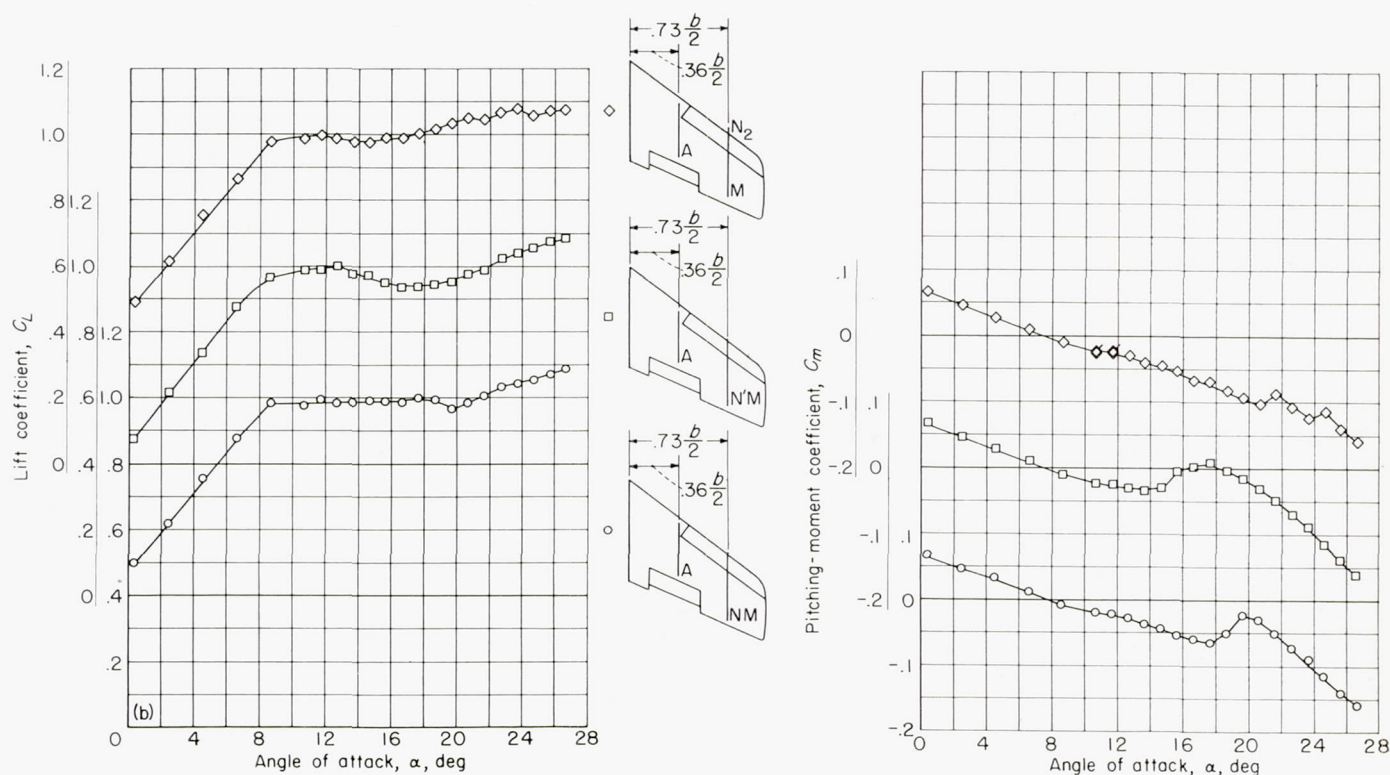 .73 b/2
.36 b/2
N2
A
M
.73 b/2
.36 b/2
A
N'M
.73 b/2
.36 b/2
A
NM
1.2
1.0
.8 1.2
.6 1.0
.4 .8 1.2
.2 .6 1.0
0 .4 .8
.2 .6
0 .4
.2
0 4 8 12 16 20 24 28
Lift coefficient, CL
(b)
Angle of attack, α, deg
.1
0
-.1 .1
-.2 0
-.1 .1
-.2 0
-.1
-.2
0 4 8 12 16 20 24 28
Pitching-moment coefficient, Cm
Angle of attack, α, deg